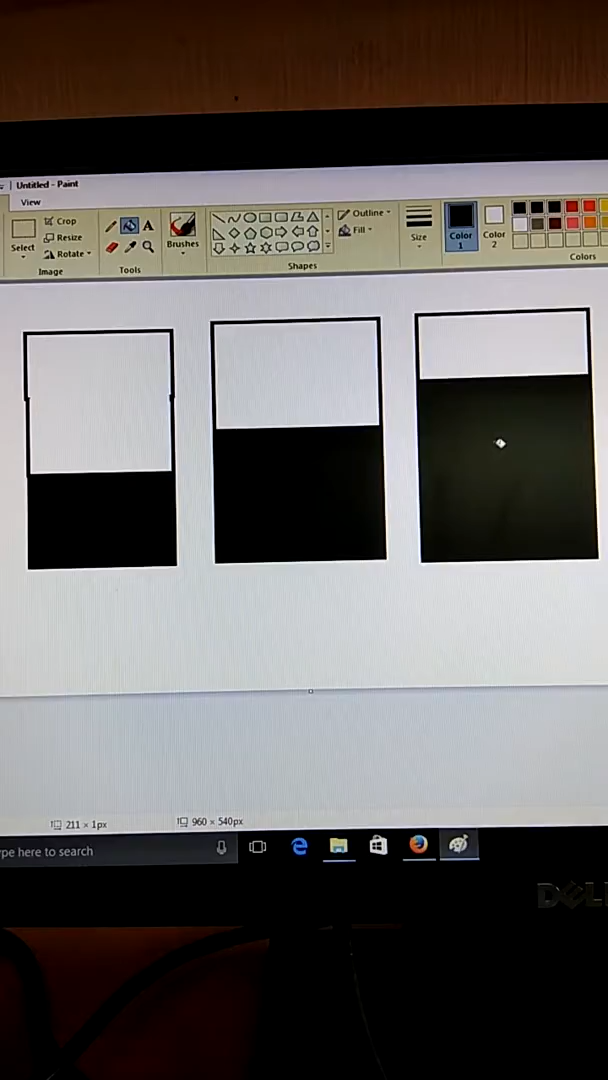 Untitled - Paint
View
Select
Crop
Resize
Rotate
Image
A
Tools
Brushes
Shapes
Outline
Fill
Size
Color 1
Color 2
Colors
211 × 1px
960 × 540px
pe here to search
DELL